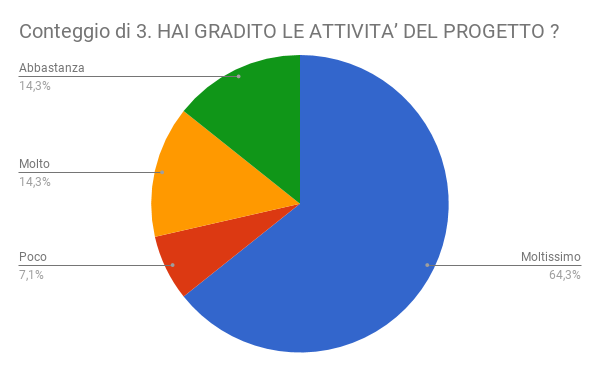 Conteggio di 3. HAI GRADITO LE ATTIVITA’ DEL PROGETTO ?
Abbastanza
14,3%
Molto
14,3%
Poco
7,1%
Moltissimo
64,3%